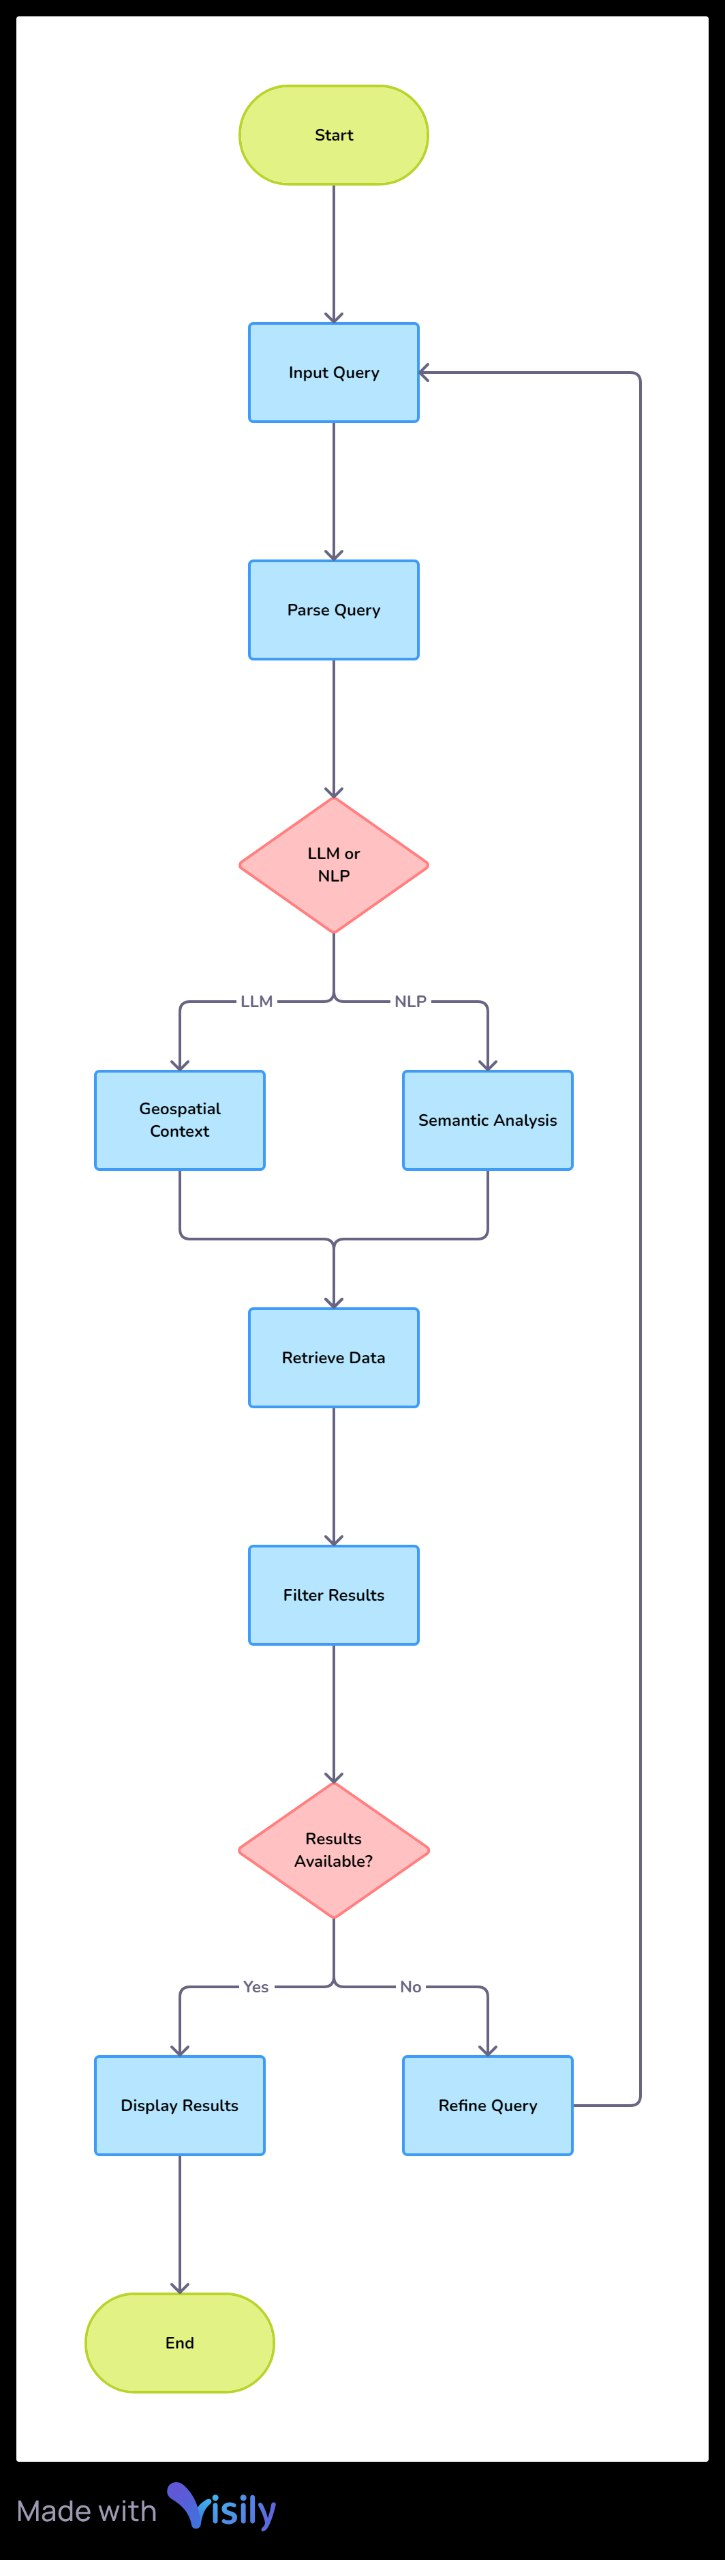 Start
Input Query
Parse Query
LLM or
NLP
LLM
NLP
Geospatial
Context
Semantic Analysis
Retrieve Data
Filter Results
Results
Available?
Yes
No
Display Results
Refine Query
End
Made with Visily